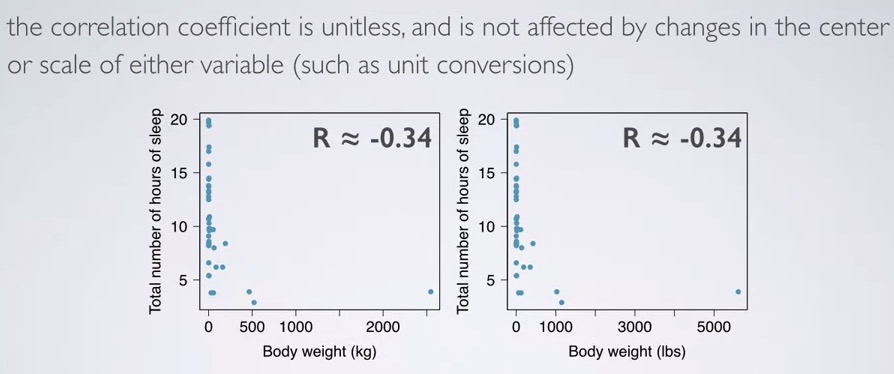 the correlation coefficient is unitless, and is not affected by changes in the center
or scale of either variable (such as unit conversions)
Total number of hours of sleep
20
15
10
5
R ≈ -0.34
0 500 1000 2000
Body weight (kg)
Total number of hours of sleep
20
15
10
5
R ≈ -0.34
0 1000 3000 5000
Body weight (lbs)